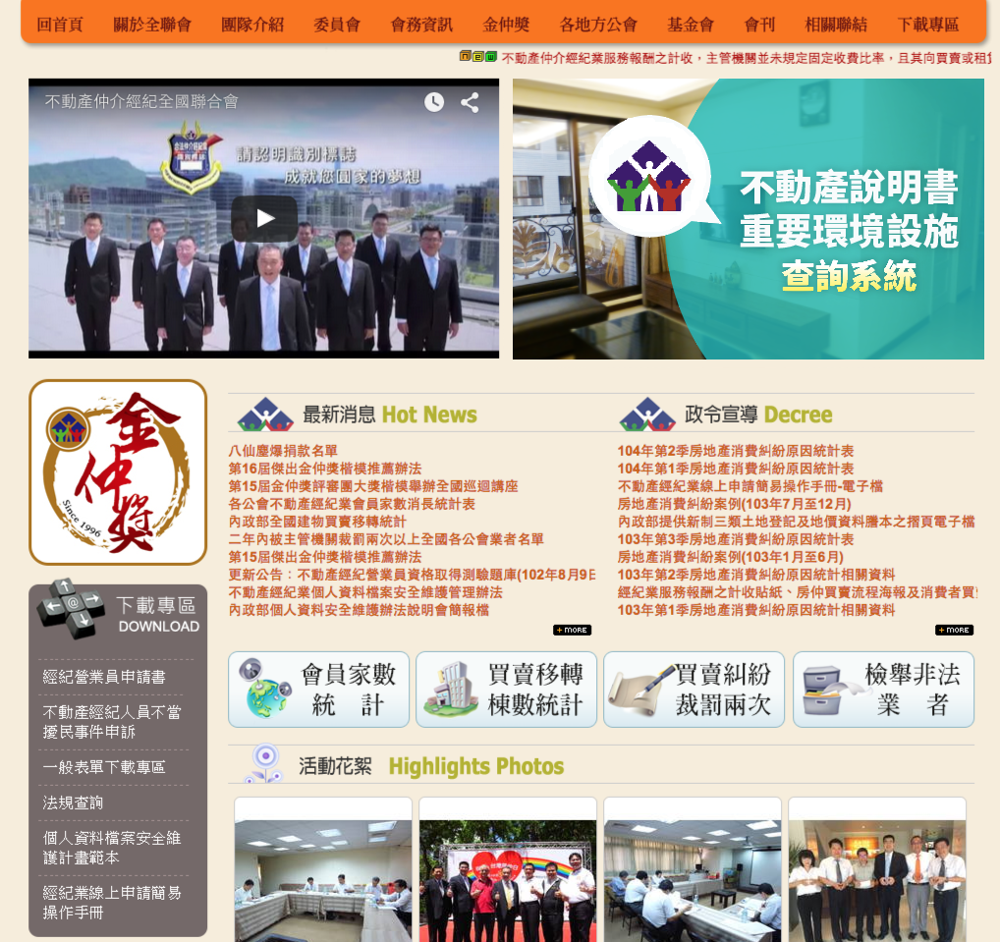 回首頁 關於全聯會 團隊介紹 委員會 會務資訊 金仲獎 各地方公會 基金會 會刊 相關聯結 下載專區
不動產仲介經紀業服務報酬之計收，主管機關並未規定固定收費比率，且其向買賣或租
不動產仲介經紀全國聯合會
請認明識別標誌
成就您圓家的夢想
不動產說明書
重要環境設施
查詢系統
金仲獎
Since 1996
下載專區
DOWNLOAD
經紀營業員申請書
不動產經紀人員不當
擾民事件申訴
一般表單下載專區
法規查詢
個人資料檔案安全維
護計畫範本
經紀業線上申請簡易
操作手冊
最新消息 Hot News
八仙塵爆捐款名單
第16屆傑出金仲獎楷模推薦辦法
第15屆金仲獎評審團大獎楷模舉辦全國巡迴講座
各公會不動產經紀業會員家數消長統計表
內政部全國建物買賣移轉統計
二年內被主管機關裁罰兩次以上全國各公會業者名單
第15屆傑出金仲獎楷模推薦辦法
更新公告：不動產經紀營業員資格取得測驗題庫(102年8月9日
不動產經紀業個人資料檔案安全維護管理辦法
內政部個人資料安全維護辦法說明會簡報檔
+ MORE
政令宣導 Decree
104年第2季房地產消費糾紛原因統計表
104年第1季房地產消費糾紛原因統計表
不動產經紀業線上申請簡易操作手冊-電子檔
房地產消費糾紛案例(103年7月至12月)
內政部提供新制三類土地登記及地價資料謄本之摺頁電子檔
103年第3季房地產消費糾紛原因統計表
房地產消費糾紛案例(103年1月至6月)
103年第2季房地產消費糾紛原因統計相關資料
經紀業服務報酬之計收貼紙、房仲買賣流程海報及消費者買賣
103年第1季房地產消費糾紛原因統計相關資料
+ MORE
會員家數
統 計
買賣移轉
棟數統計
買賣糾紛
裁罰兩次
檢舉非法
業 者
活動花絮 Highlights Photos